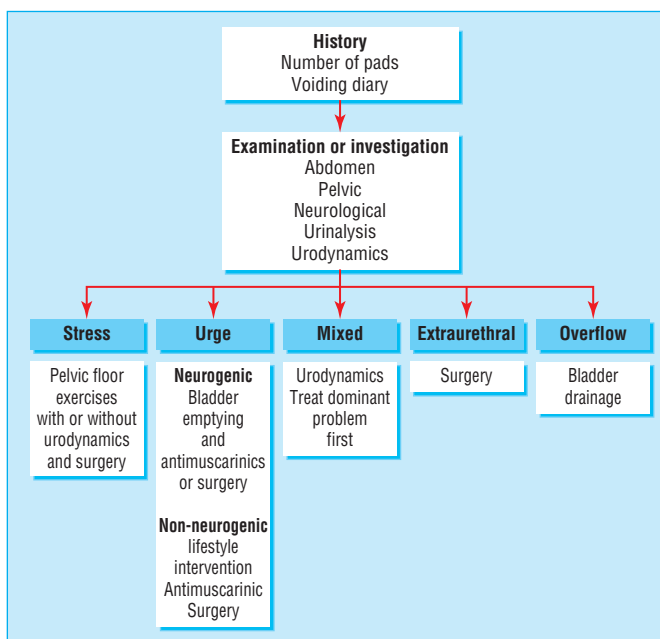 History
Number of pads
Voiding diary
Examination or investigation
Abdomen
Pelvic
Neurological
Urinalysis
Urodynamics
Stress
Pelvic floor
exercises
with or without
urodynamics
and surgery
Urge
Neurogenic
Bladder
emptying
and
antimuscarinics
or surgery
Non-neurogenic
lifestyle
intervention
Antimuscarinic
Surgery
Mixed
Urodynamics
Treat dominant
problem
first
Extraurethral
Surgery
Overflow
Bladder
drainage